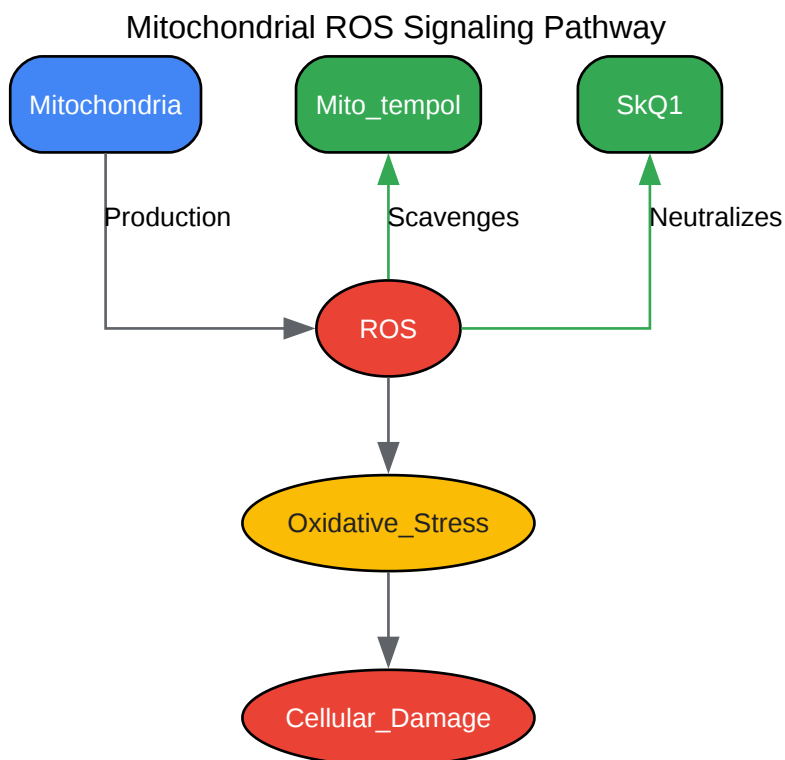 Mitochondrial ROS Signaling Pathway
Mitochondria
Mito_tempol
SkQ1
Production
Scavenges
Neutralizes
ROS
Oxidative_Stress
Cellular_Damage